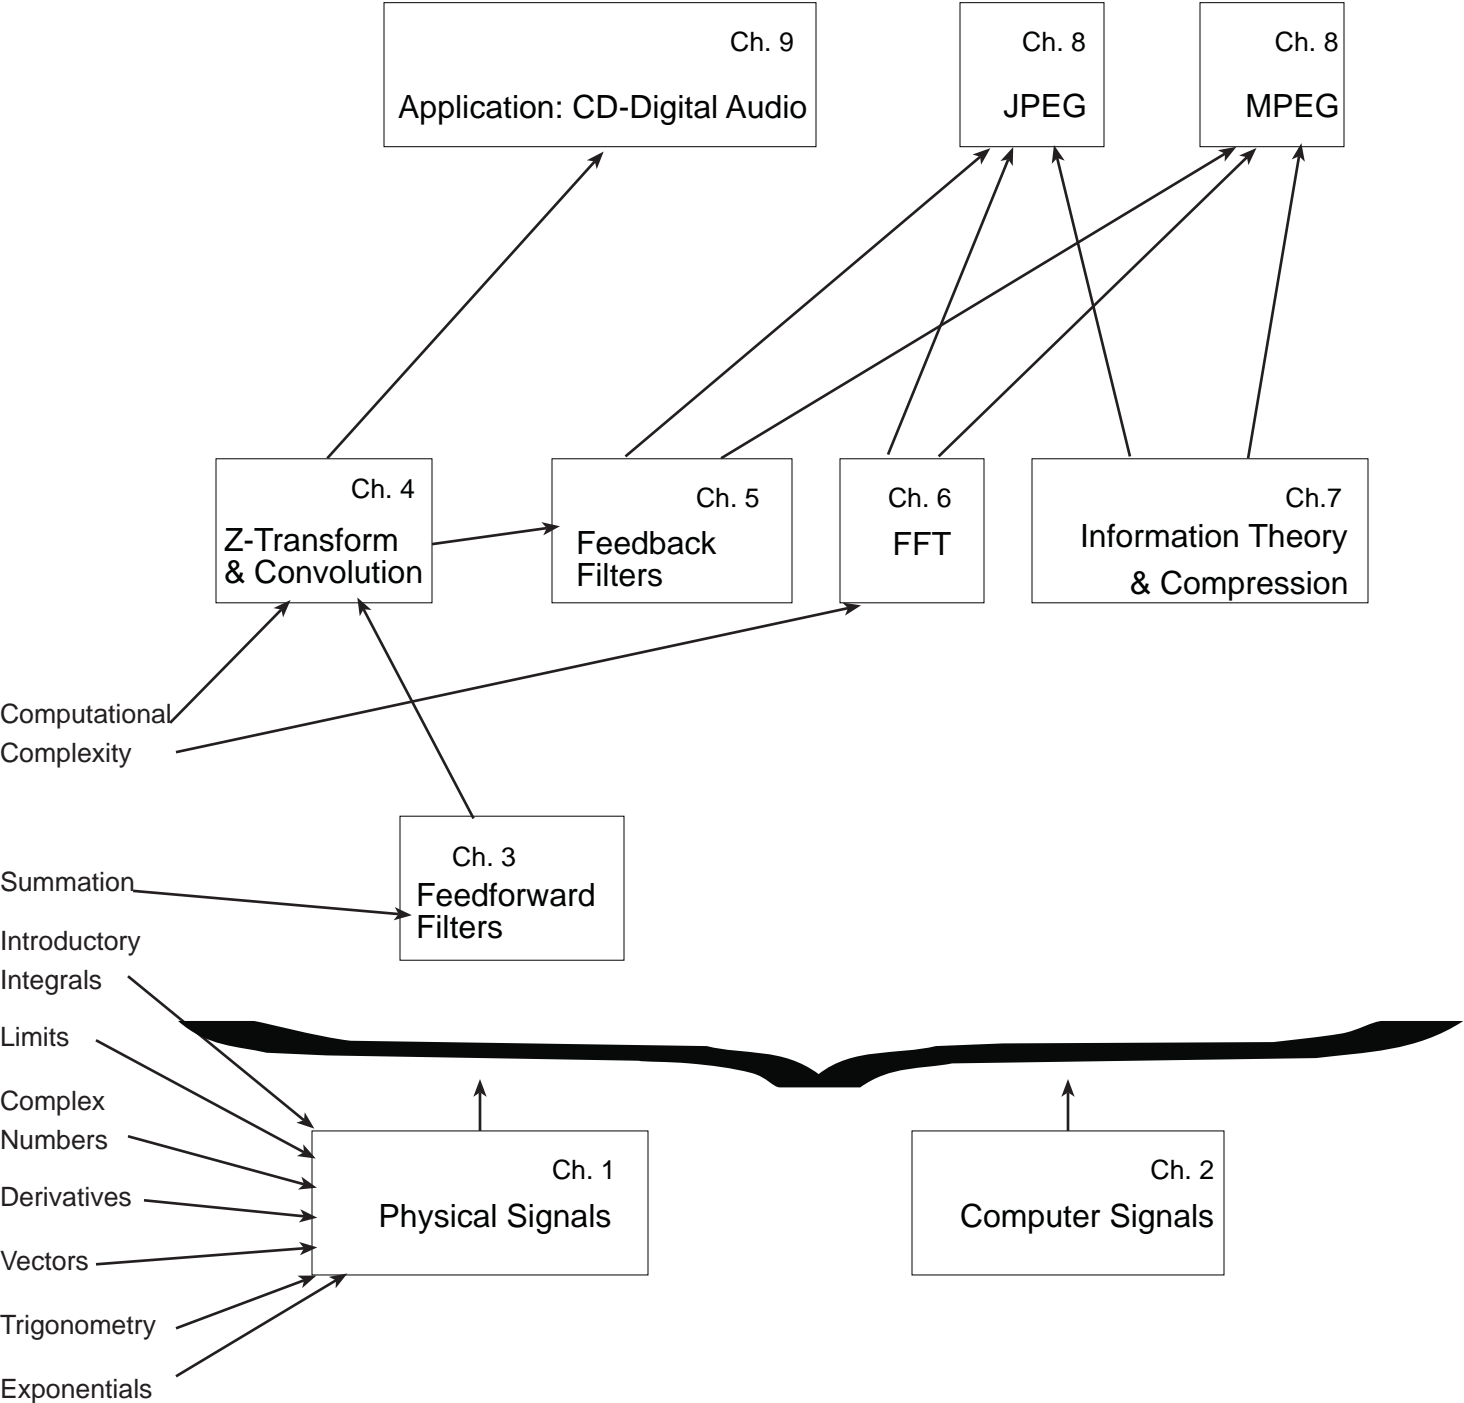 Ch. 9
Application: CD-Digital Audio
Ch. 8
JPEG
Ch. 8
MPEG
Ch. 4
Z-Transform
& Convolution
Ch. 5
Feedback
Filters
Ch. 6
FFT
Ch.7
Information Theory
& Compression
Computational
Complexity
Ch. 3
Feedforward
Filters
Summation
Introductory
Integrals
Limits
Complex
Numbers
Derivatives
Vectors
Trigonometry
Exponentials
Ch. 1
Physical Signals
Ch. 2
Computer Signals